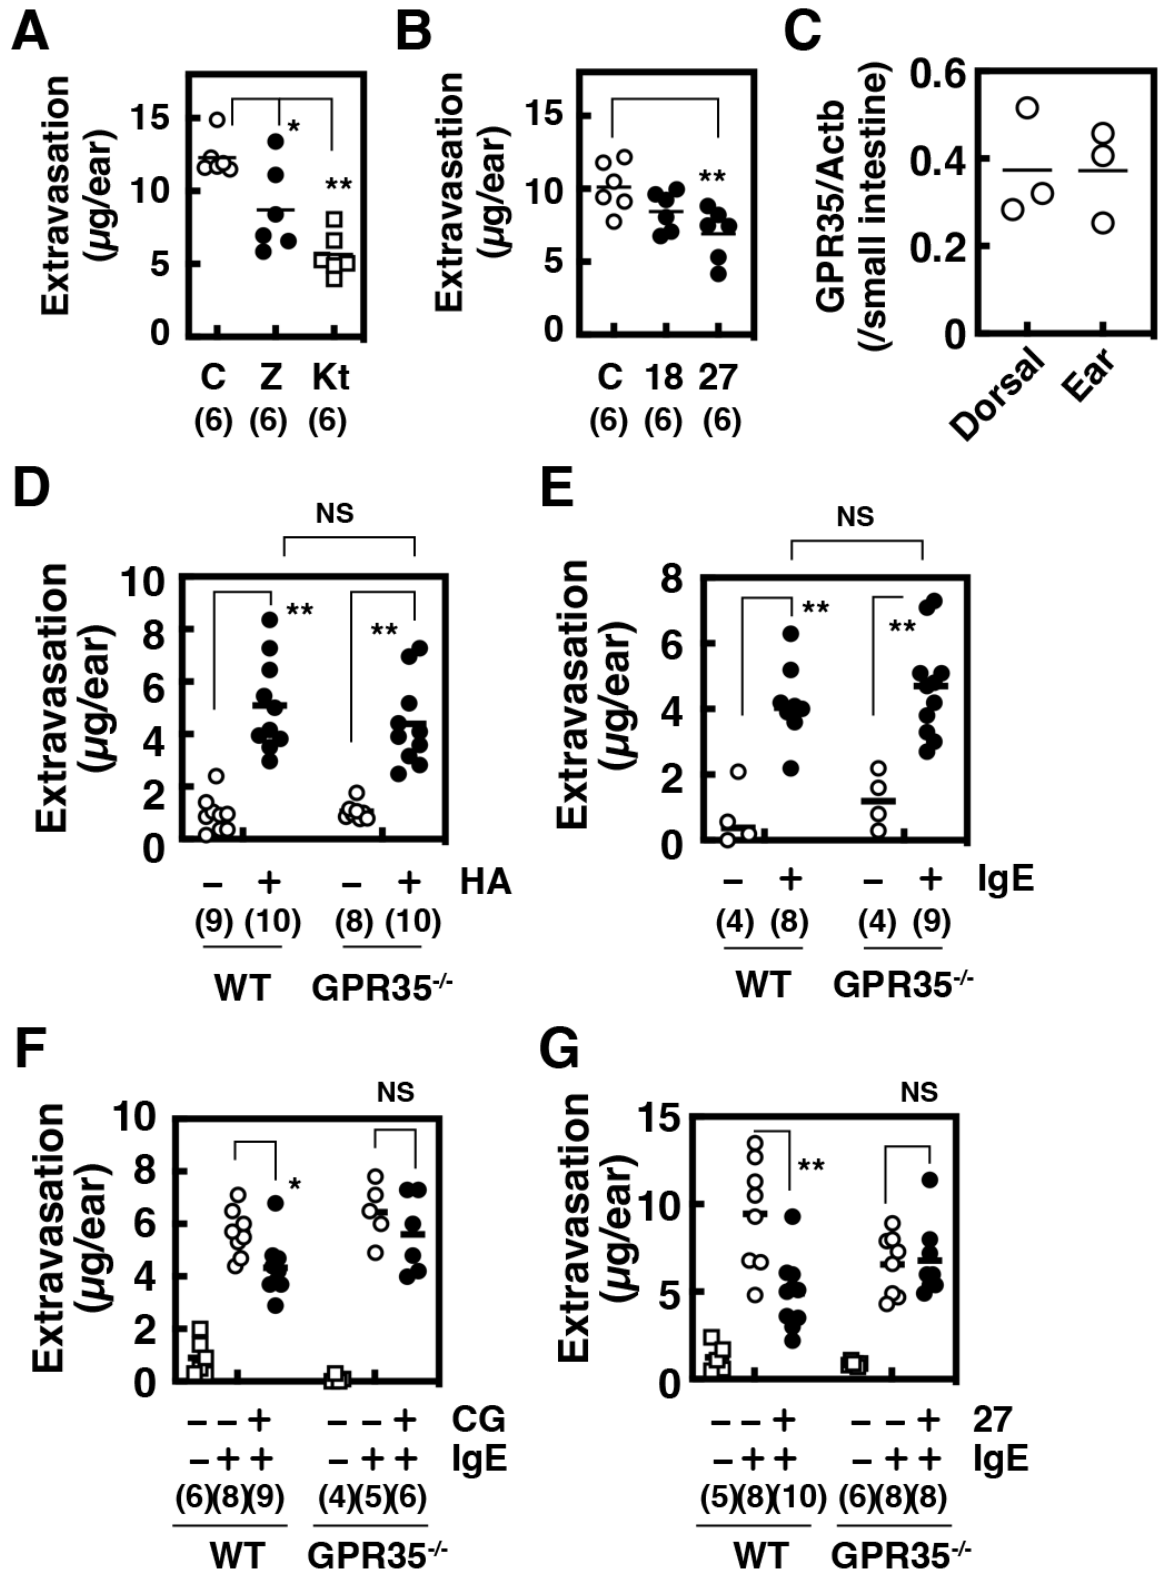 A
Extravasation
(µg/ear)
15
10
5
0
*
**
C Z Kt
(6) (6) (6)
B
Extravasation
(µg/ear)
15
10
5
0
**
C 18 27
(6) (6) (6)
C
GPR35/Actb
(/small intestine)
0.6
0.4
0.2
0
Dorsal
Ear
D
NS
Extravasation
(µg/ear)
10
8
6
4
2
0
**
**
– + – + HA
(9) (10) (8) (10)
WT GPR35-/-
E
NS
Extravasation
(µg/ear)
8
6
4
2
0
**
**
– + – + IgE
(4) (8) (4) (9)
WT GPR35-/-
F
NS
Extravasation
(µg/ear)
10
8
6
4
2
0
*
– – + – – + CG
– + + – + + IgE
(6)(8)(9) (4)(5)(6)
WT GPR35-/-
G
NS
Extravasation
(µg/ear)
15
10
5
0
**
– – + – – + 27
– + + – + + IgE
(5)(8)(10) (6)(8)(8)
WT GPR35-/-